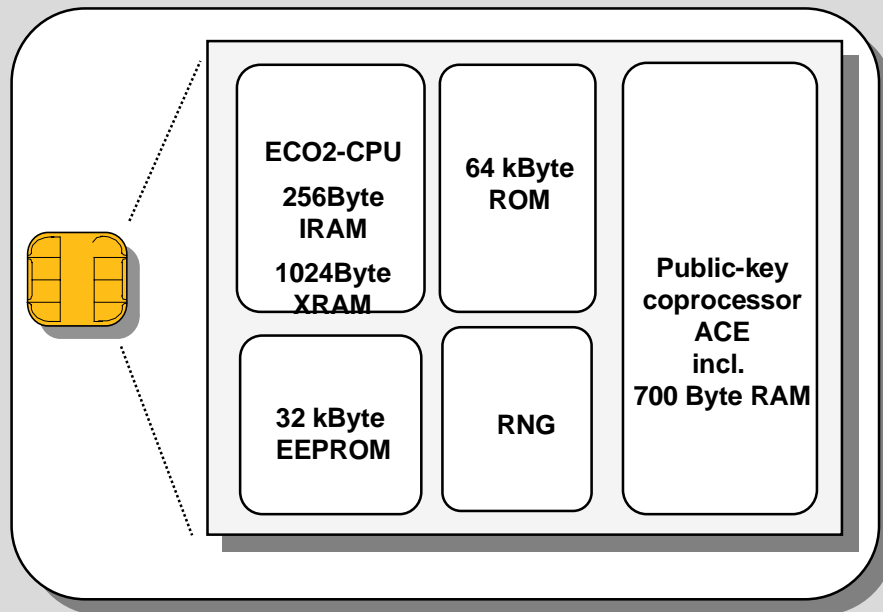 ECO2-CPU
256Byte
IRAM
1024Byte
XRAM
64 kByte
ROM
Public-key
coprocessor
ACE
incl.
700 Byte RAM
32 kByte
EEPROM
RNG